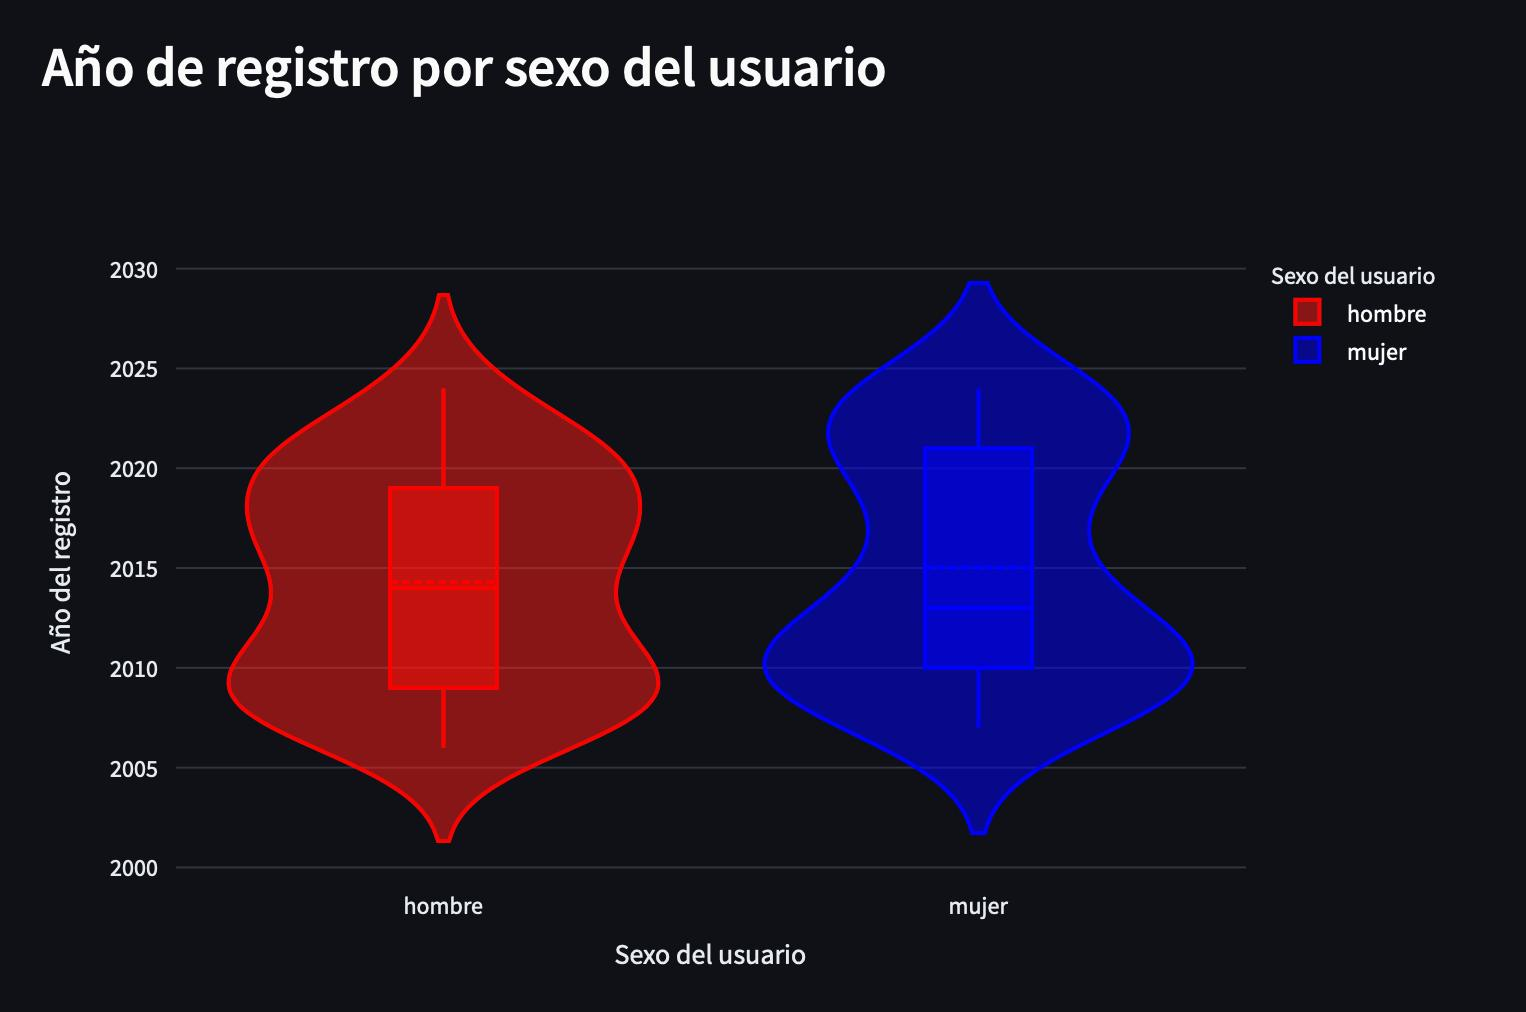 Año de registro por sexo del usuario
2030
2025
2020
2015
2010
2005
2000
Año del registro
hombre
mujer
Sexo del usuario
Sexo del usuario
hombre
mujer